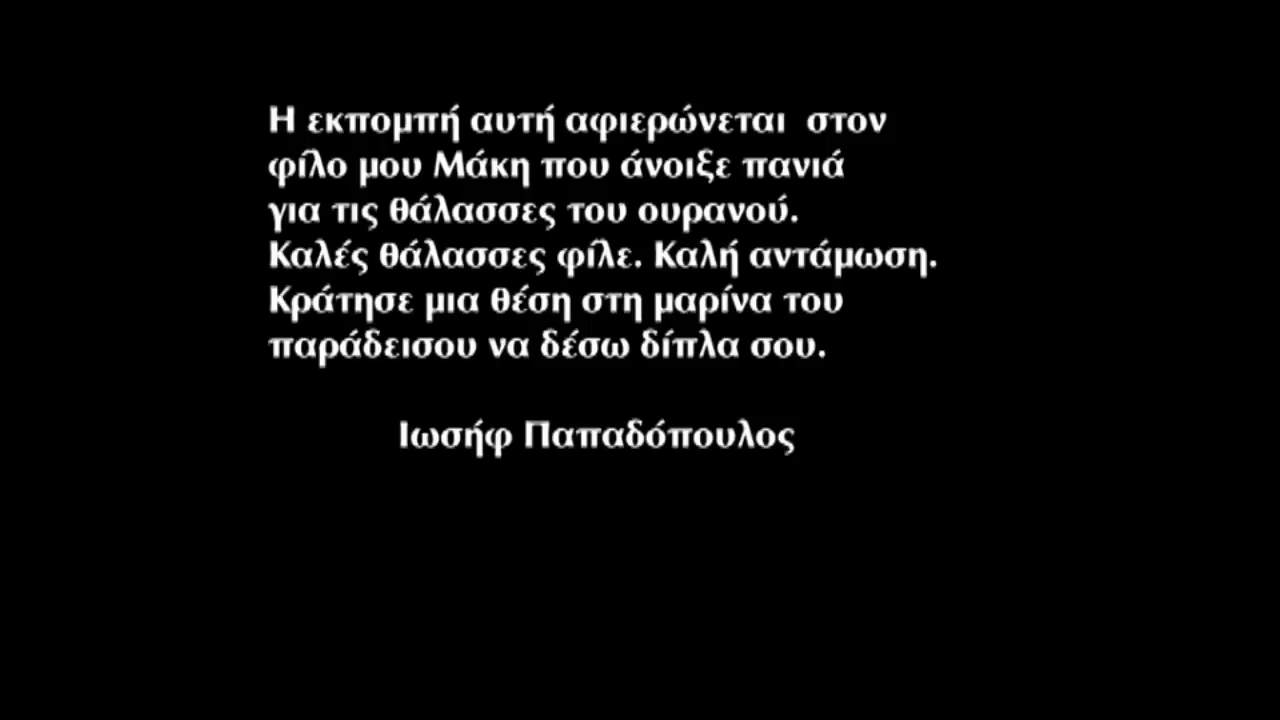 Η εκπομπή αυτή αφιερώνεται στον
φίλο μου Μάκη που άνοιξε πανιά
για τις θάλασσες του ουρανού.
Καλές θάλασσες φίλε. Καλή αντάμωση.
Κράτησε μια θέση στη μαρίνα του
παράδεισου να δέσω δίπλα σου.
Ιωσήφ Παπαδόπουλος